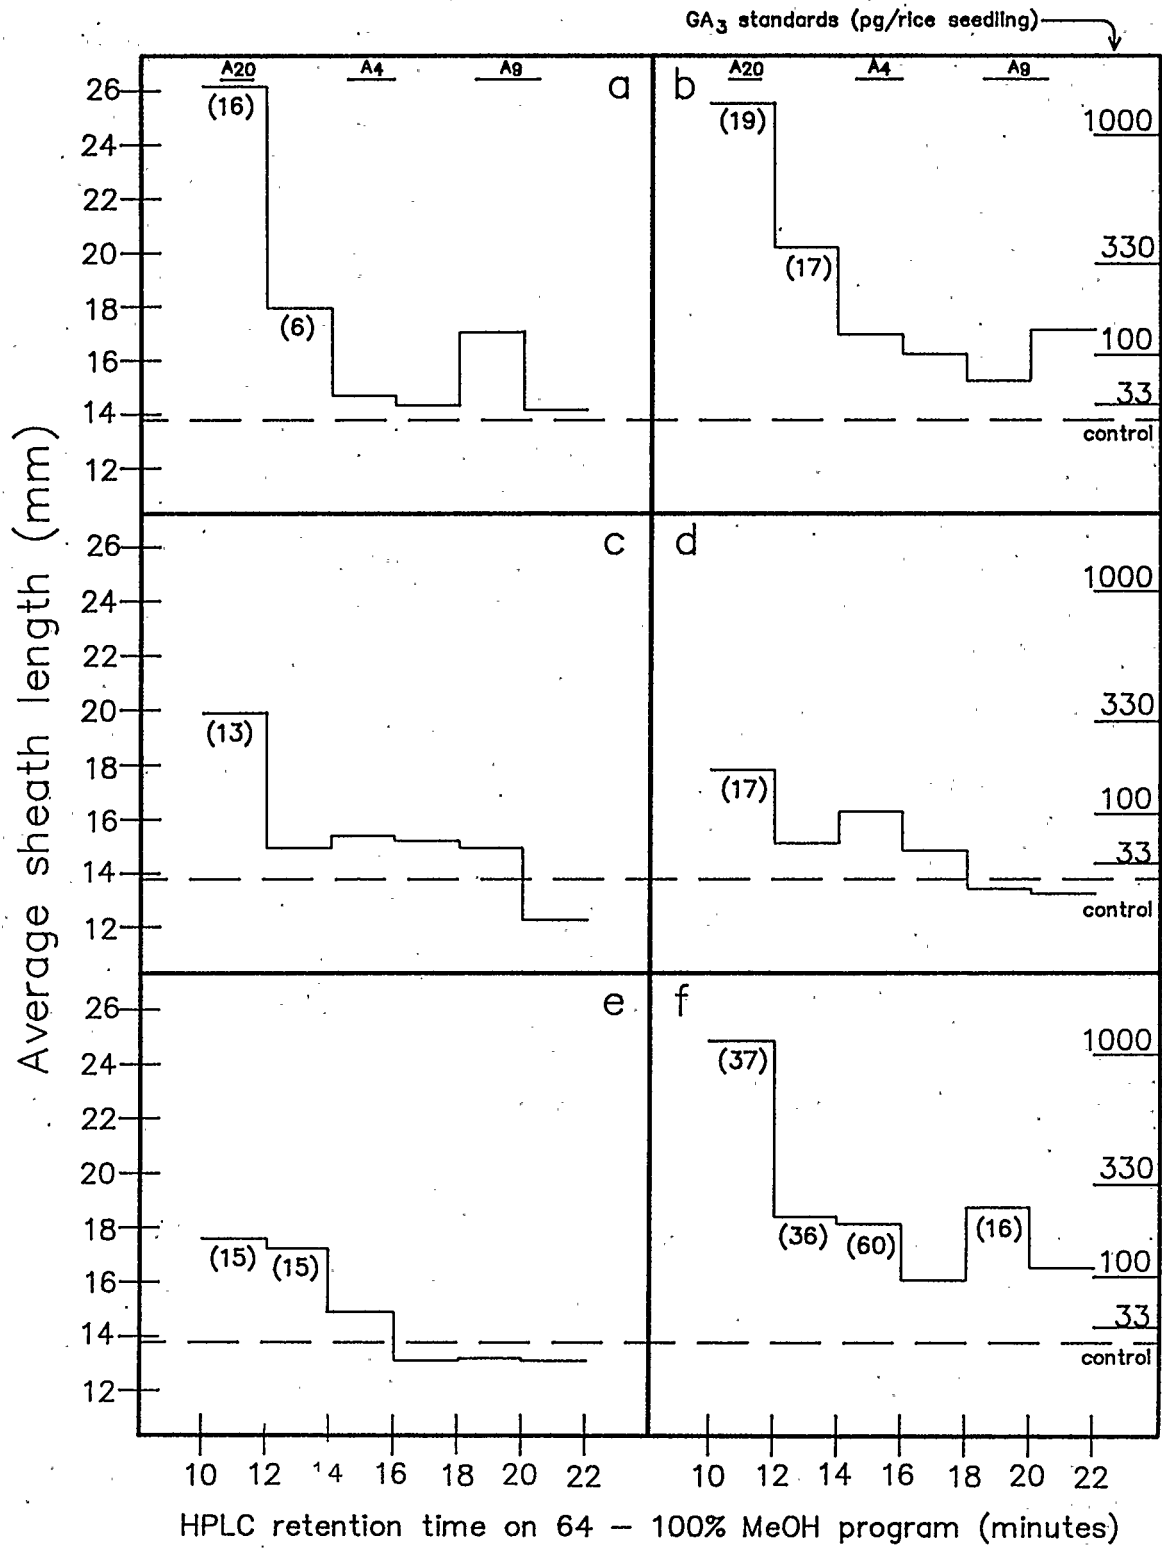 GA3 standards (pg/rice seedling)
A20 A4 A9 a
b A20 A4 A9
26
24
22
20
18
16
14
12
(16)
(6)
(19)
(17)
1000
330
100
33
control
c
d
26
24
22
20
18
16
14
12
(13)
(17)
1000
330
100
33
control
e
f
26
24
22
20
18
16
14
12
(15) (15)
(37)
(36) (60) (16)
1000
330
100
33
control
10 12 14 16 18 20 22
10 12 14 16 18 20 22
Average sheath length (mm)
HPLC retention time on 64 – 100% MeOH program (minutes)